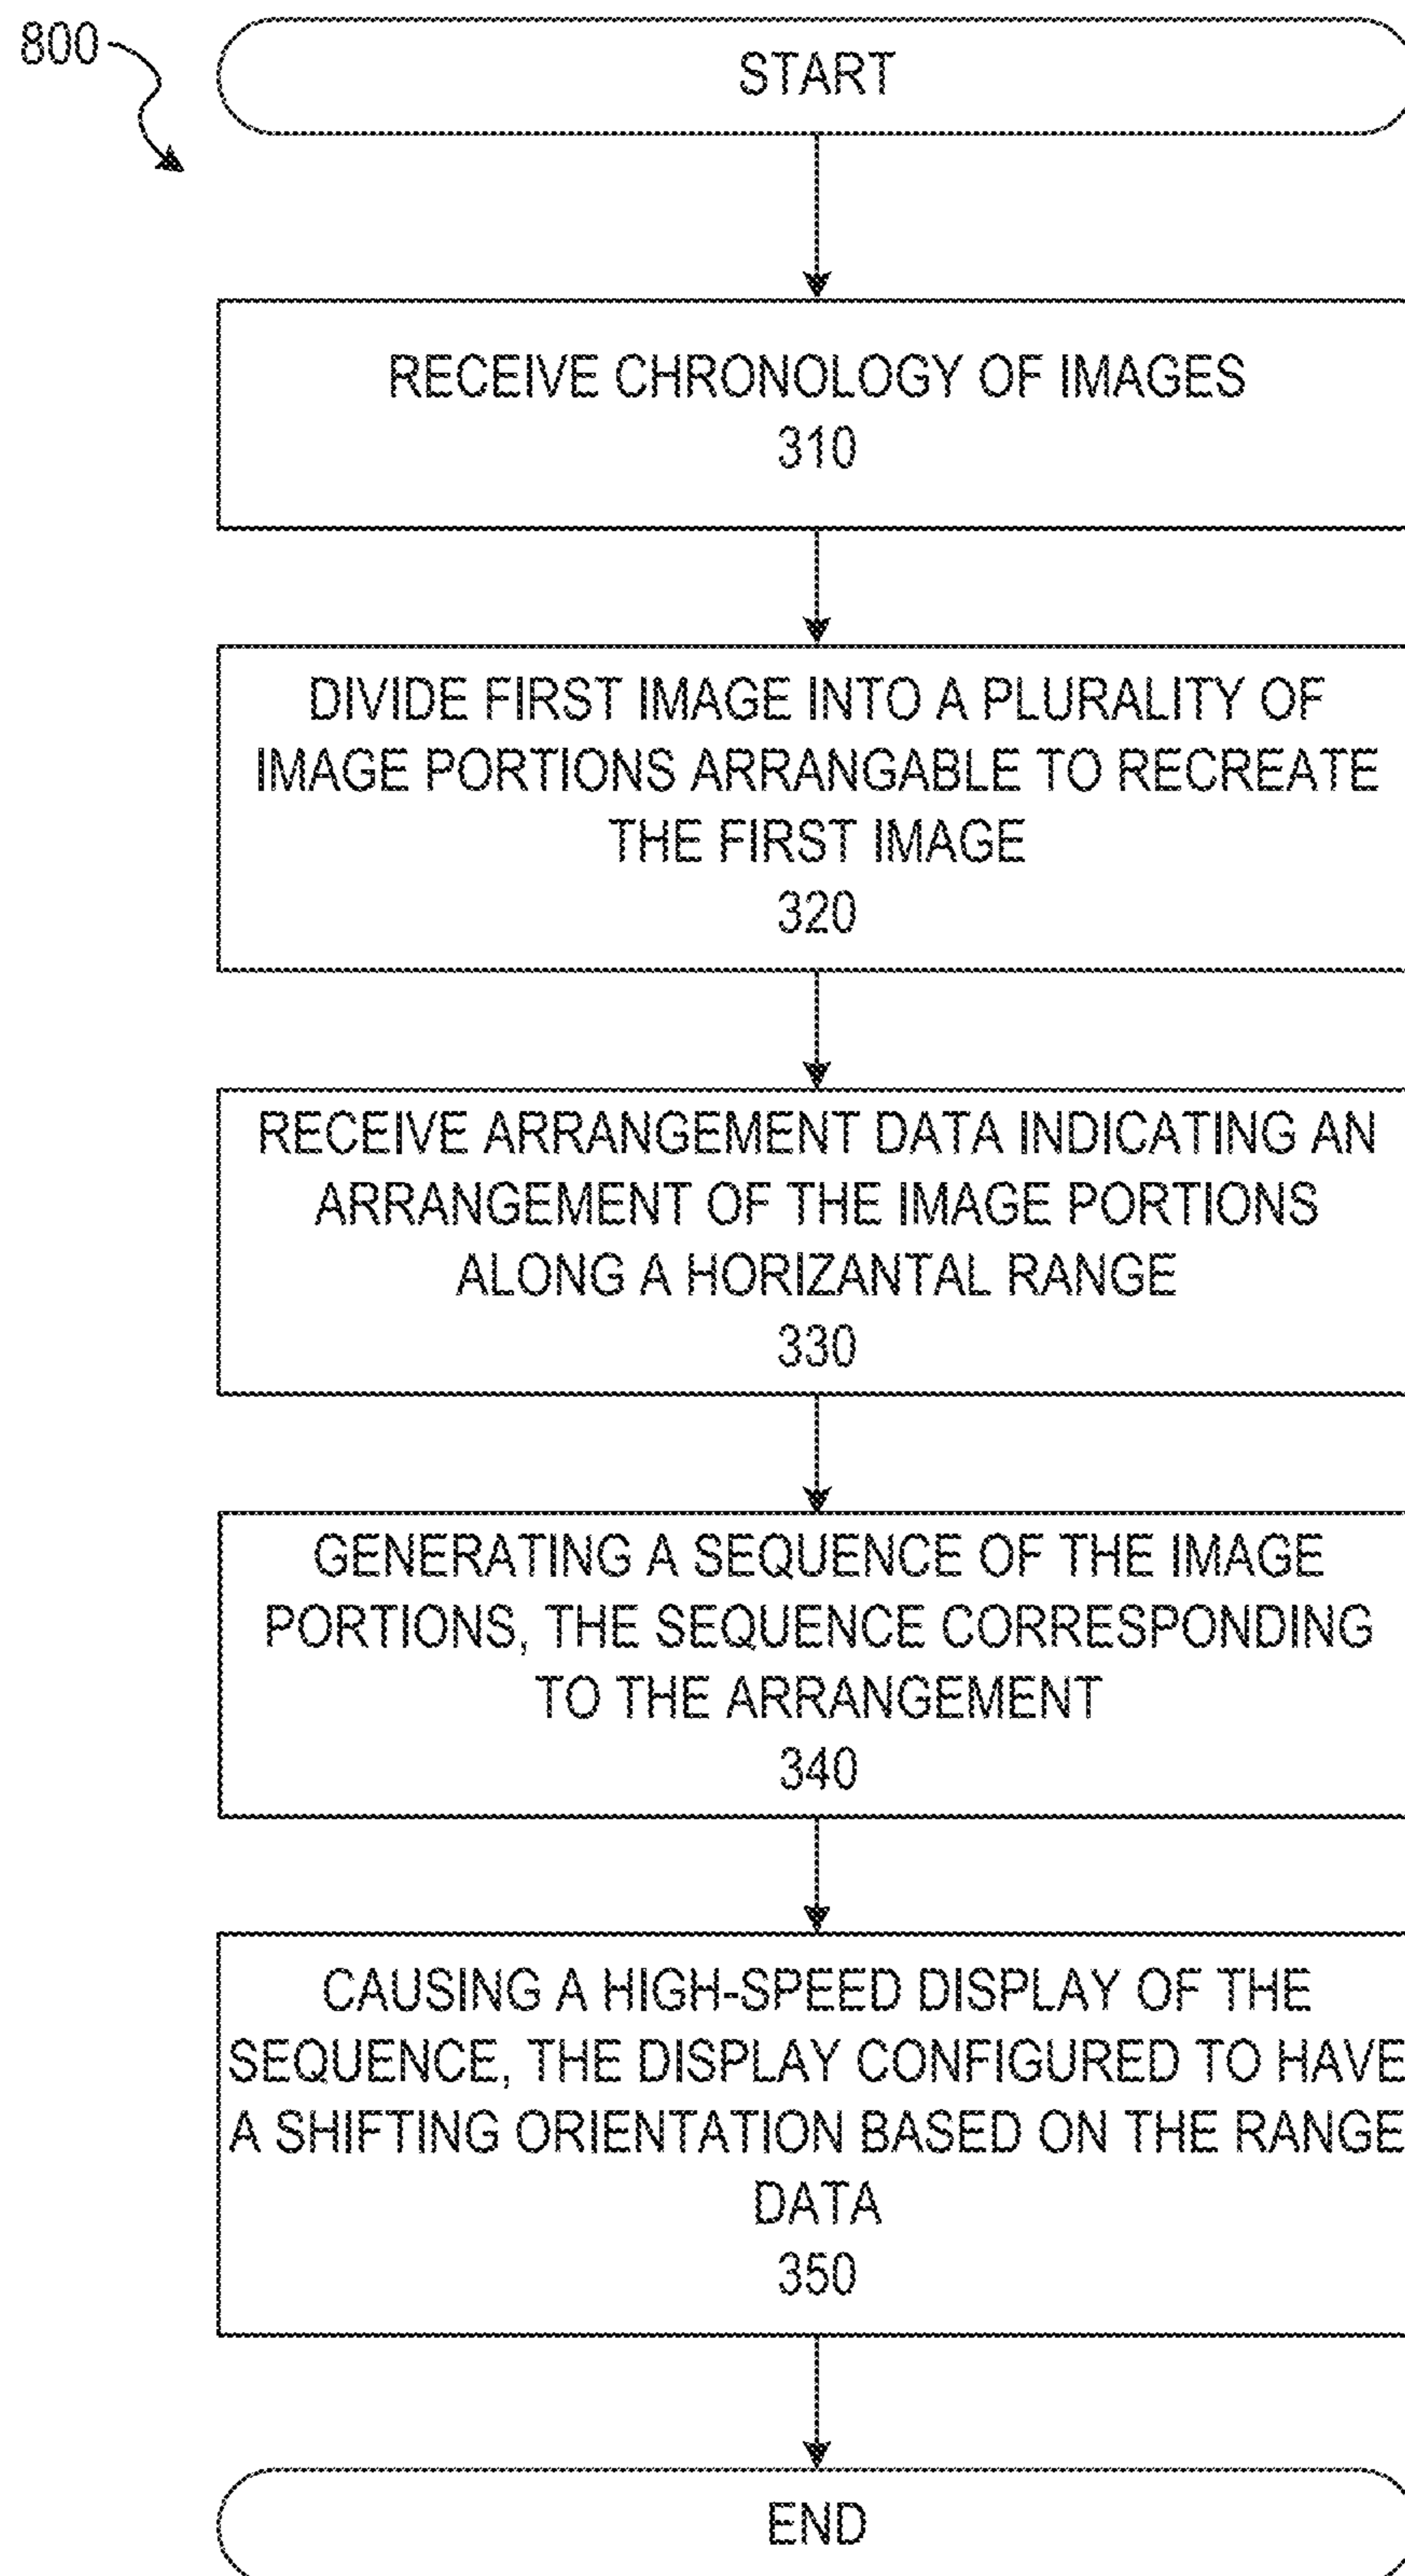 800
START
RECEIVE CHRONOLOGY OF IMAGES
310
DIVIDE FIRST IMAGE INTO A PLURALITY OF
IMAGE PORTIONS ARRANGABLE TO RECREATE
THE FIRST IMAGE
320
RECEIVE ARRANGEMENT DATA INDICATING AN
ARRANGEMENT OF THE IMAGE PORTIONS
ALONG A HORIZANTAL RANGE
330
GENERATING A SEQUENCE OF THE IMAGE
PORTIONS, THE SEQUENCE CORRESPONDING
TO THE ARRANGEMENT
340
CAUSING A HIGH-SPEED DISPLAY OF THE
SEQUENCE, THE DISPLAY CONFIGURED TO HAVE
A SHIFTING ORIENTATION BASED ON THE RANGE
DATA
350
END